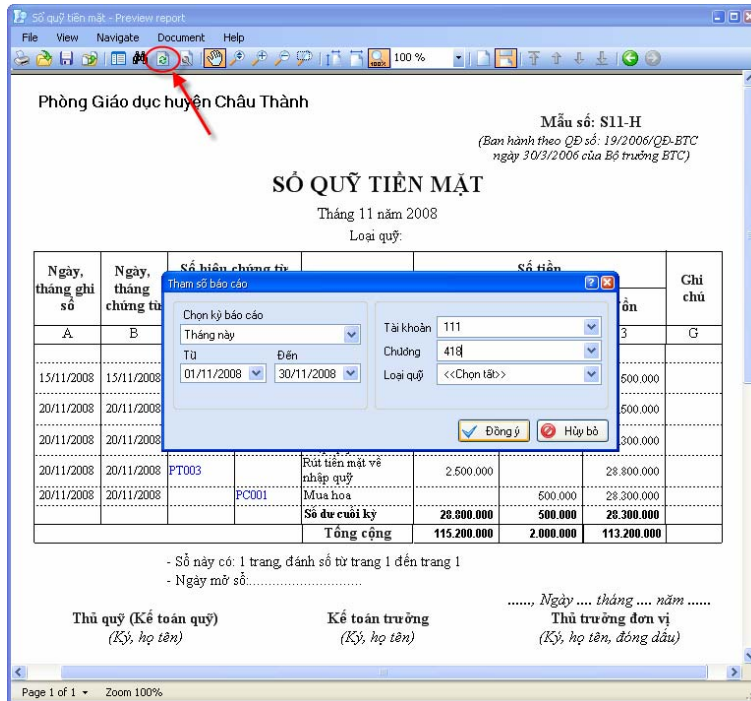 Sổ quỹ tiền mặt - Preview report
File View Navigate Document Help
100 %
Phòng Giáo dục huyện Châu Thành
Mẫu số: S11-H
(Ban hành theo QĐ số: 19/2006/QĐ-BTC
ngày 30/3/2006 của Bộ trưởng BTC)
SỔ QUỸ TIỀN MẶT
Tháng 11 năm 2008
Loại quỹ:
Ngày, tháng ghi sổ
Ngày, tháng chứng từ
Số hiệu chứng từ
Số tiền
Ghi chú
A B 3 G
Tham số báo cáo
Chọn kỳ báo cáo
Tháng này
Từ Đến
01/11/2008 30/11/2008
Tài khoản 111
Chương 418
Loại quỹ <<Chọn tất>>
Đồng ý Hủy bỏ
15/11/2008 15/11/2008 500.000
20/11/2008 20/11/2008 500.000
20/11/2008 20/11/2008 300.000
20/11/2008 20/11/2008 PT003 Rút tiền mặt về nhập quỹ 2.500.000 28.800.000
20/11/2008 20/11/2008 PC001 Mua hoa 500.000 28.300.000
Số dư cuối kỳ 28.800.000 500.000 28.300.000
Tổng cộng 115.200.000 2.000.000 113.200.000
- Sổ này có: 1 trang, đánh số từ trang 1 đến trang 1
- Ngày mở sổ:............................
......, Ngày .... tháng .... năm ......
Thủ quỹ (Kế toán quỹ) Kế toán trưởng Thủ trưởng đơn vị
(Ký, họ tên) (Ký, họ tên) (Ký, họ tên, đóng dấu)
Page 1 of 1 Zoom 100%